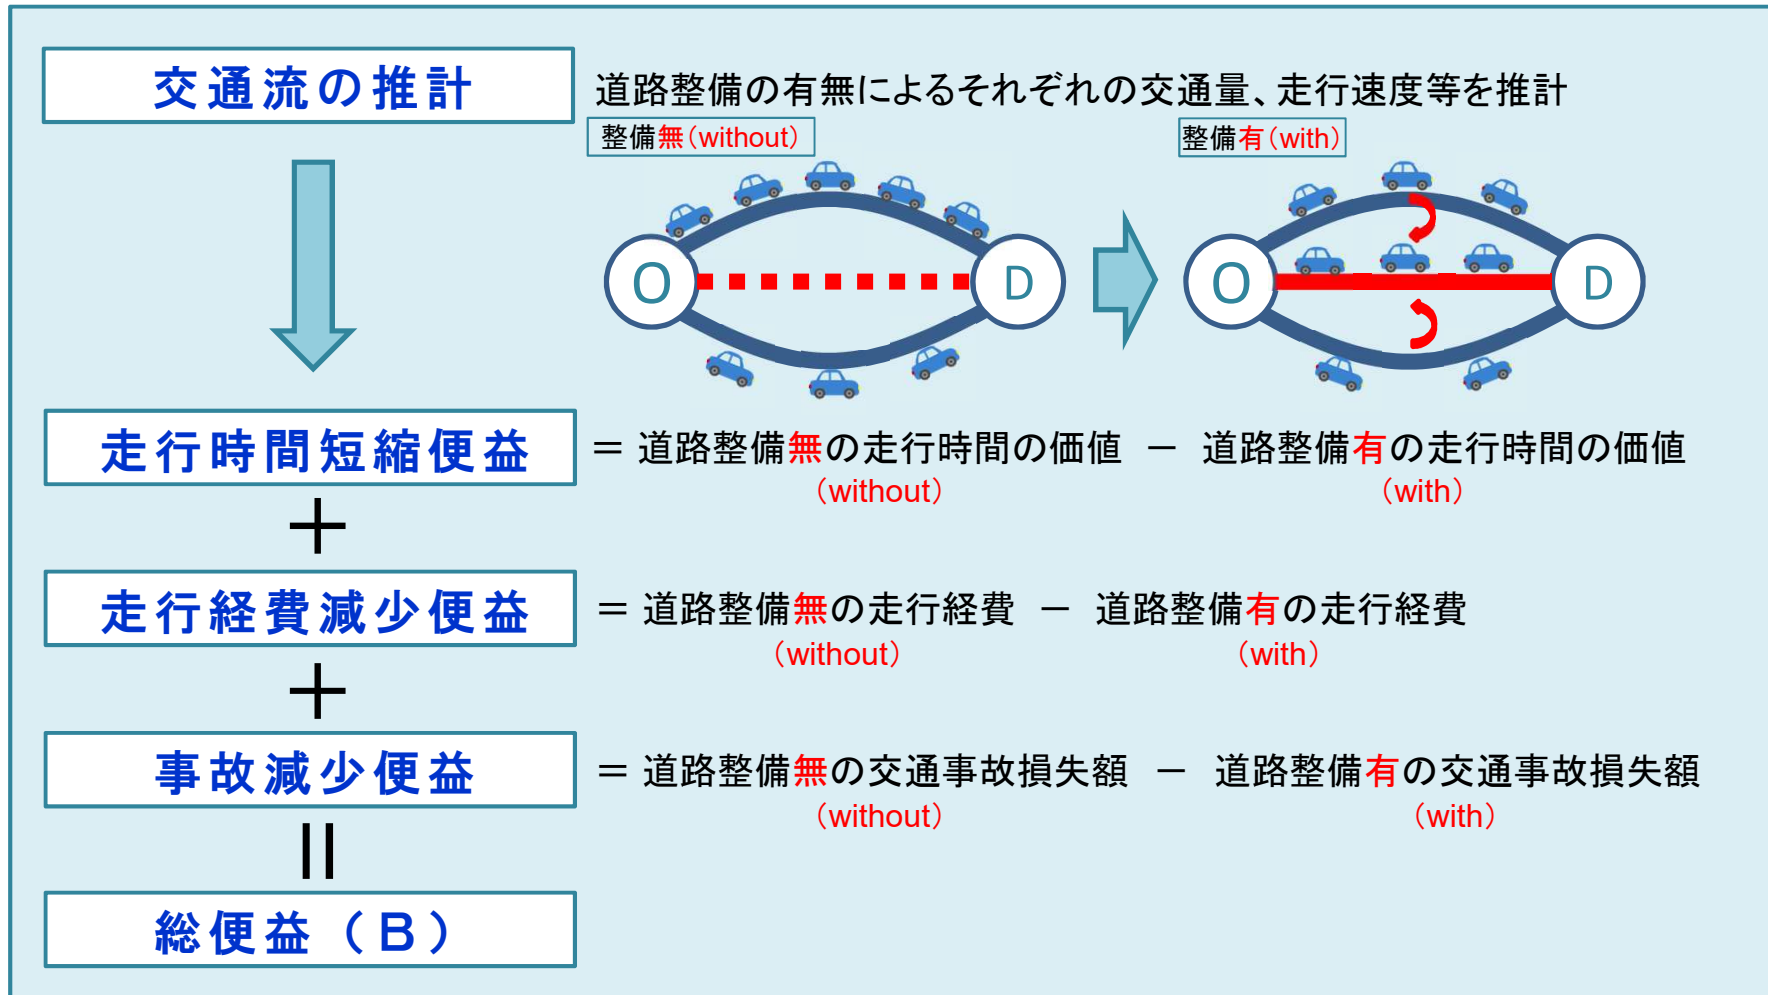 交通流の推計
道路整備の有無によるそれぞれの交通量、走行速度等を推計
整備無（without）
整備有（with）
O
D
O
D
走行時間短縮便益
＝ 道路整備無の走行時間の価値 － 道路整備有の走行時間の価値
（without）
（with）
＋
走行経費減少便益
＝ 道路整備無の走行経費 － 道路整備有の走行経費
（without）
（with）
＋
事故減少便益
＝ 道路整備無の交通事故損失額 － 道路整備有の交通事故損失額
（without）
（with）
＝
総便益（B）